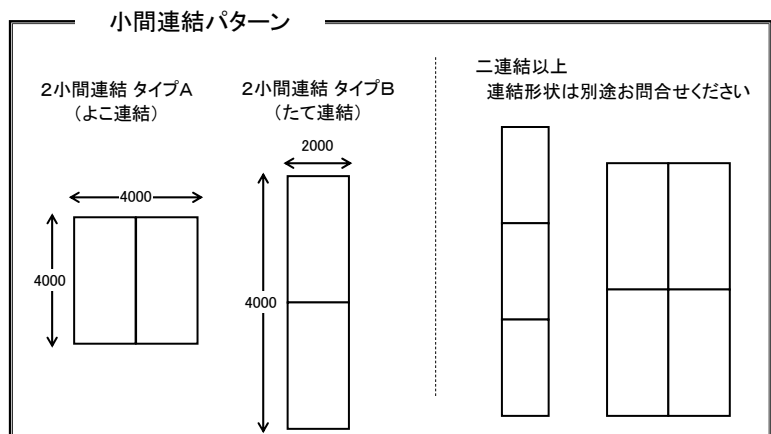 小間連結パターン
2小間連結 タイプA
（よこ連結）
4000
4000
2小間連結 タイプB
（たて連結）
2000
4000
二連結以上
連結形状は別途お問合せください